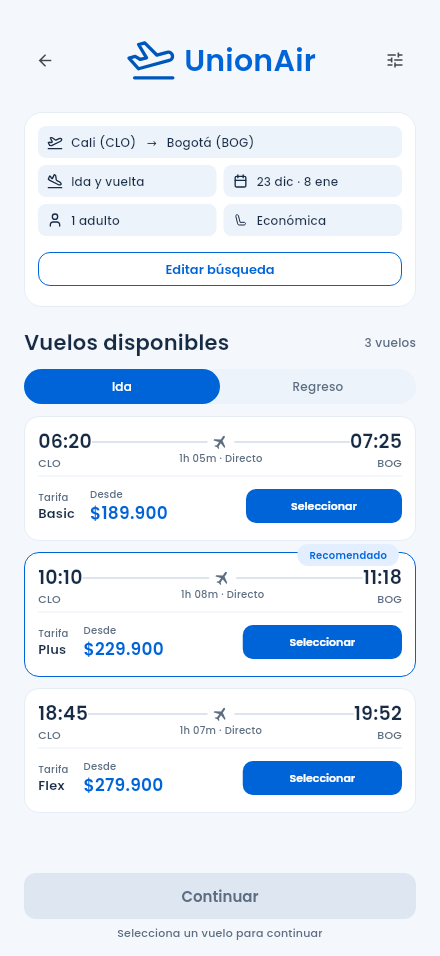 UnionAir
Cali (CLO) → Bogotá (BOG)
Ida y vuelta
23 dic · 8 ene
1 adulto
Económica
Editar búsqueda
Vuelos disponibles
3 vuelos
Ida
Regreso
06:20
07:25
1h 05m · Directo
CLO
BOG
Tarifa
Basic
Desde
$189.900
Seleccionar
Recomendado
10:10
11:18
1h 08m · Directo
CLO
BOG
Tarifa
Plus
Desde
$229.900
Seleccionar
18:45
19:52
1h 07m · Directo
CLO
BOG
Tarifa
Flex
Desde
$279.900
Seleccionar
Continuar
Selecciona un vuelo para continuar